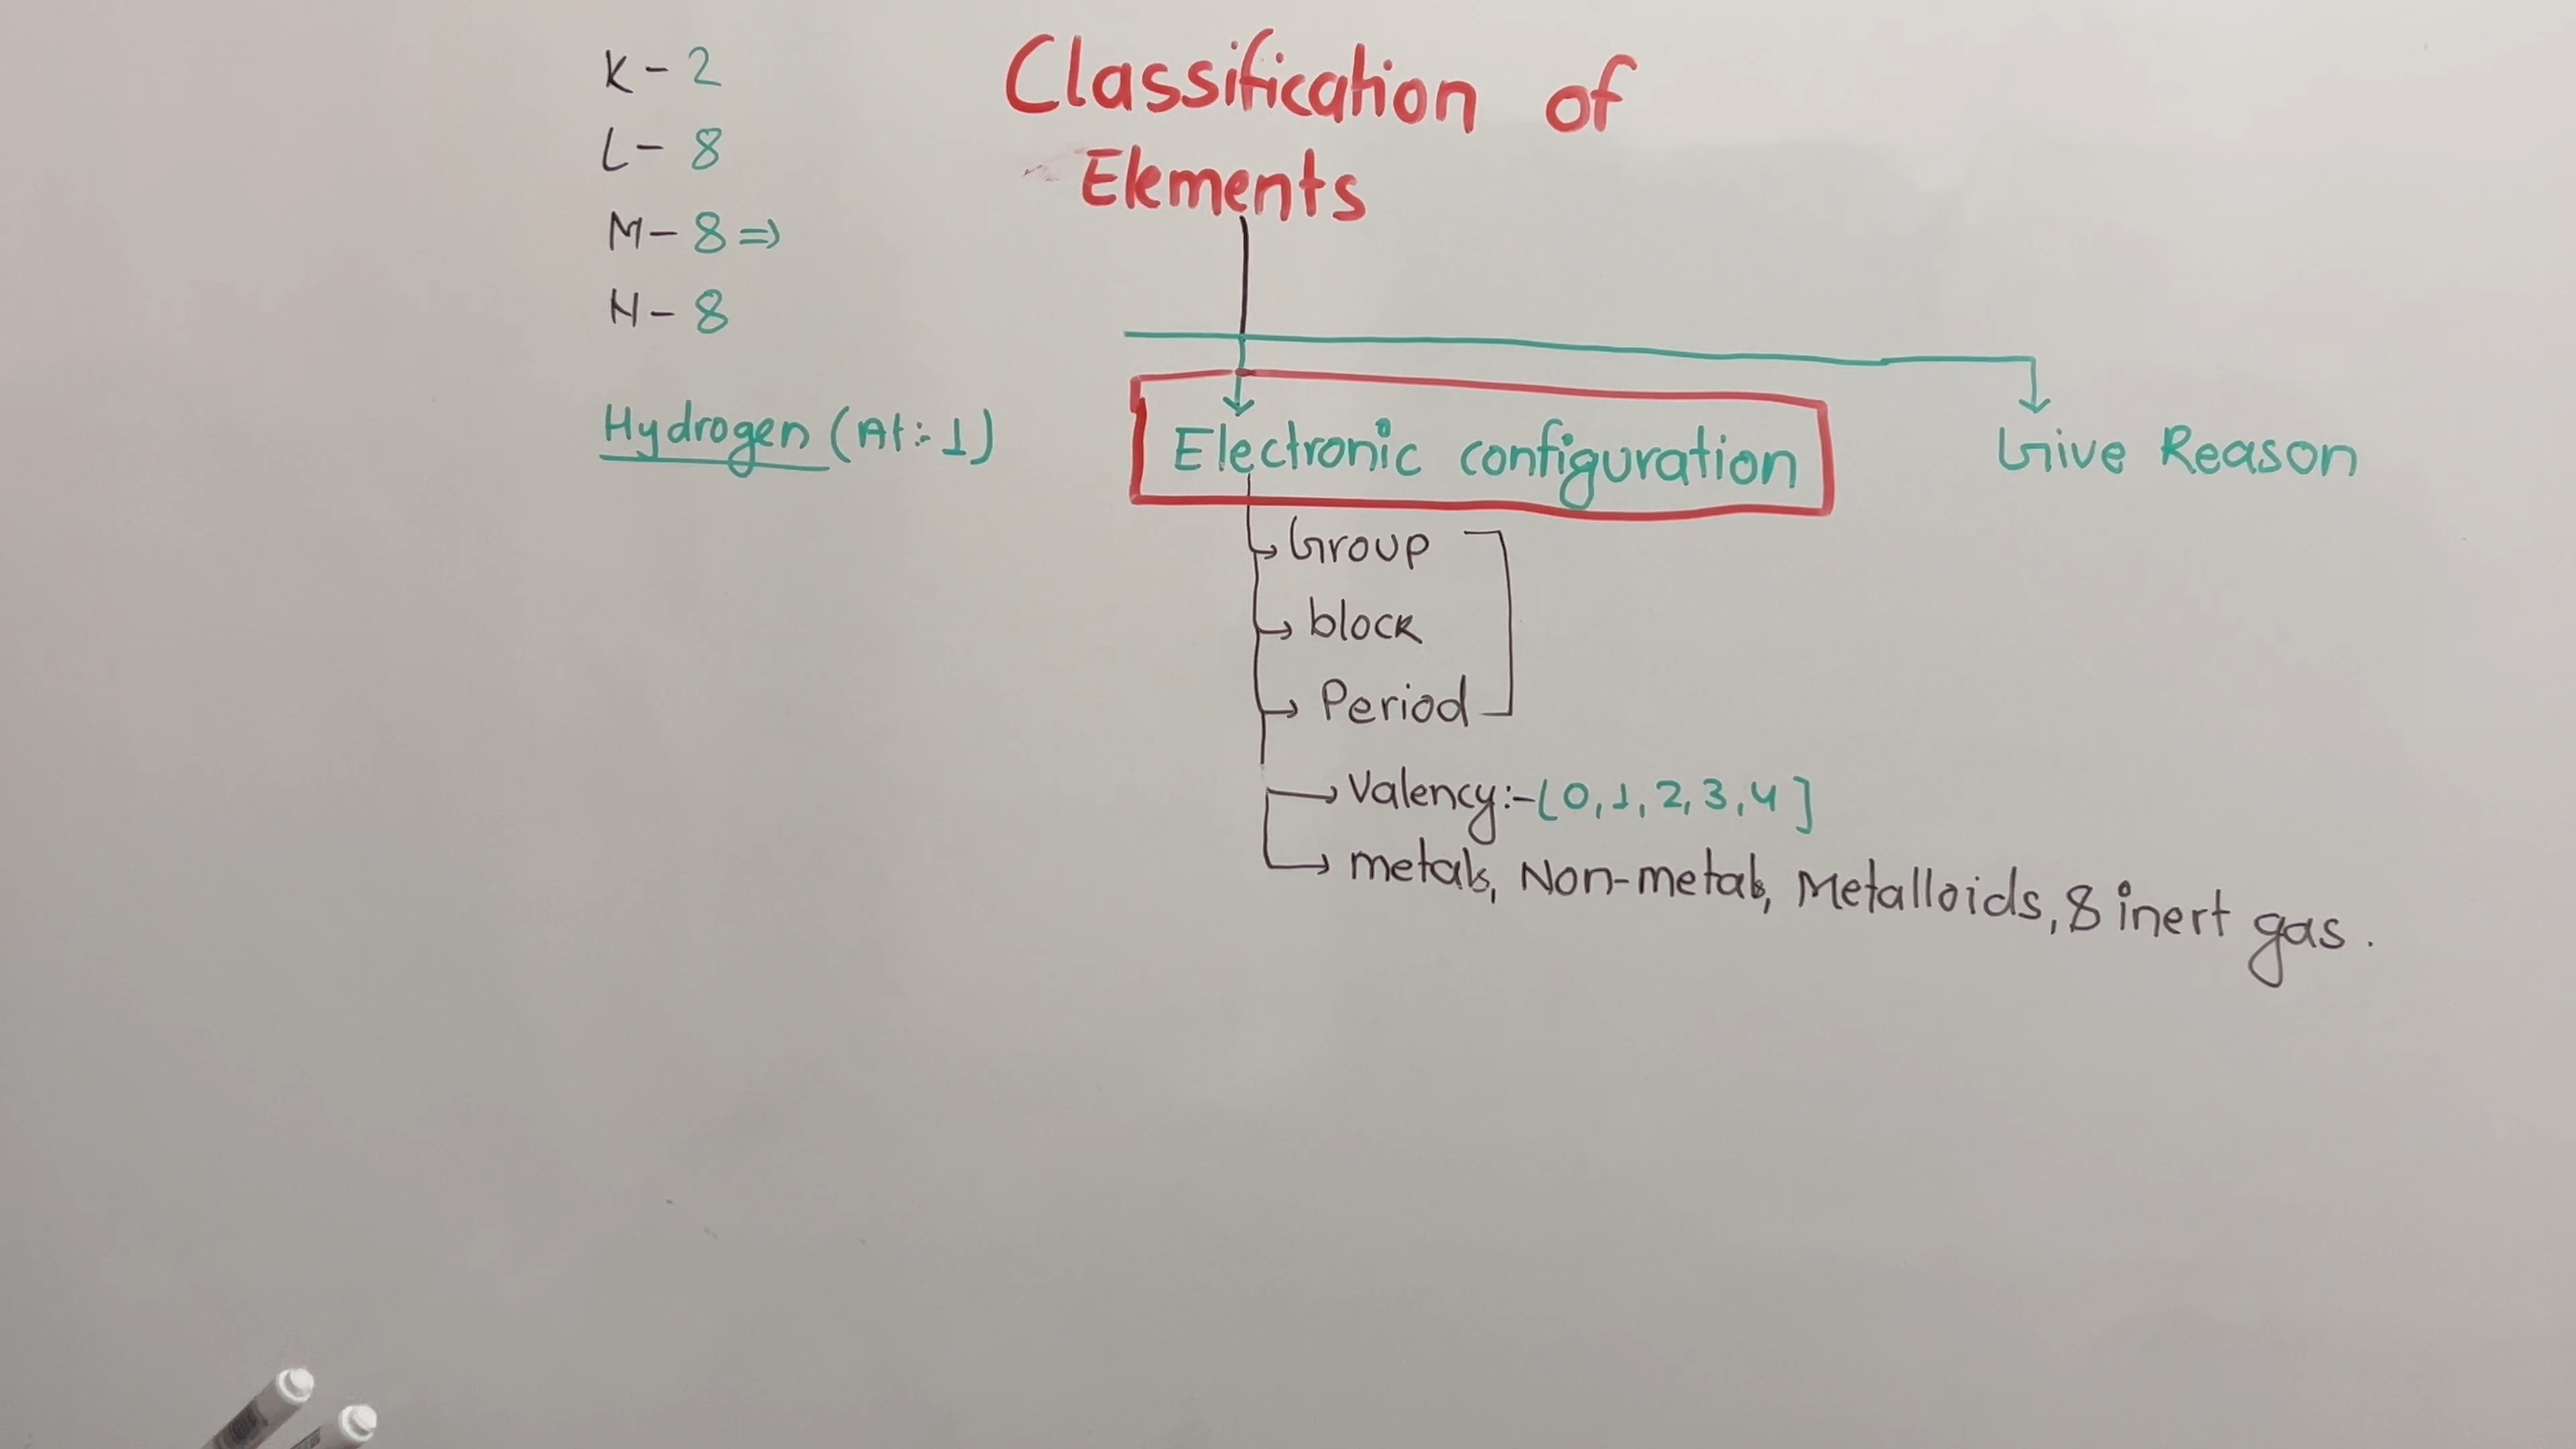 K - 2
L - 8
M - 8 ⇒
N - 8
Hydrogen (At:- 1)
Classification of
Elements
Electronic configuration
Give Reason
Group
block
Period
Valency:- [0, 1, 2, 3, 4]
metals, Non-metals, Metalloids, & inert gas.